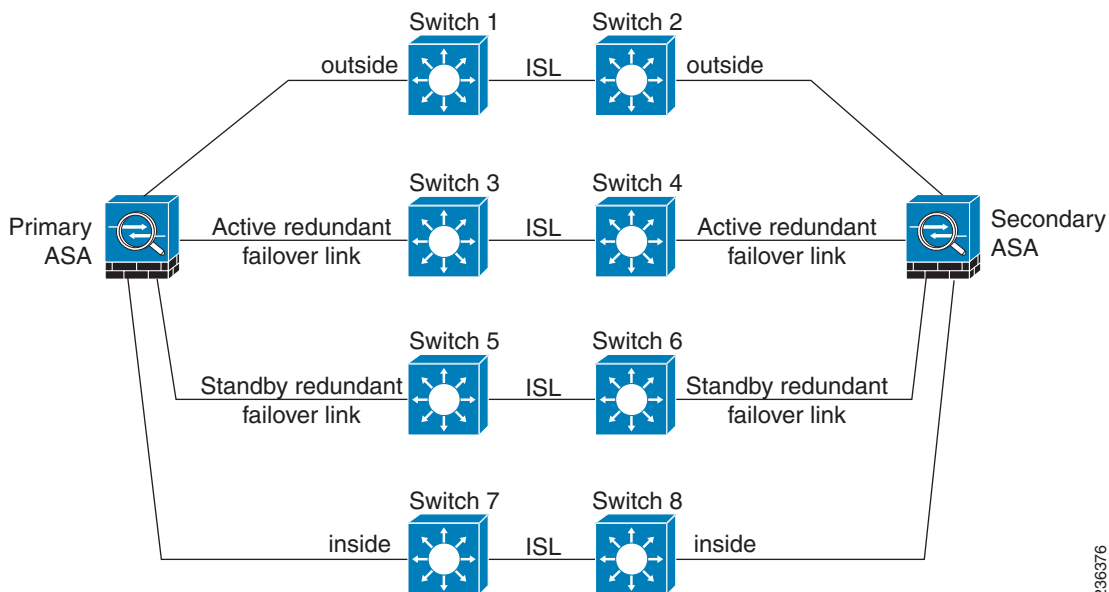 Switch 1
Switch 2
outside
ISL
outside
Switch 3
Switch 4
Primary
ASA
Active redundant
failover link
ISL
Active redundant
failover link
Secondary
ASA
Switch 5
Switch 6
Standby redundant
failover link
ISL
Standby redundant
failover link
Switch 7
Switch 8
inside
ISL
inside
236376